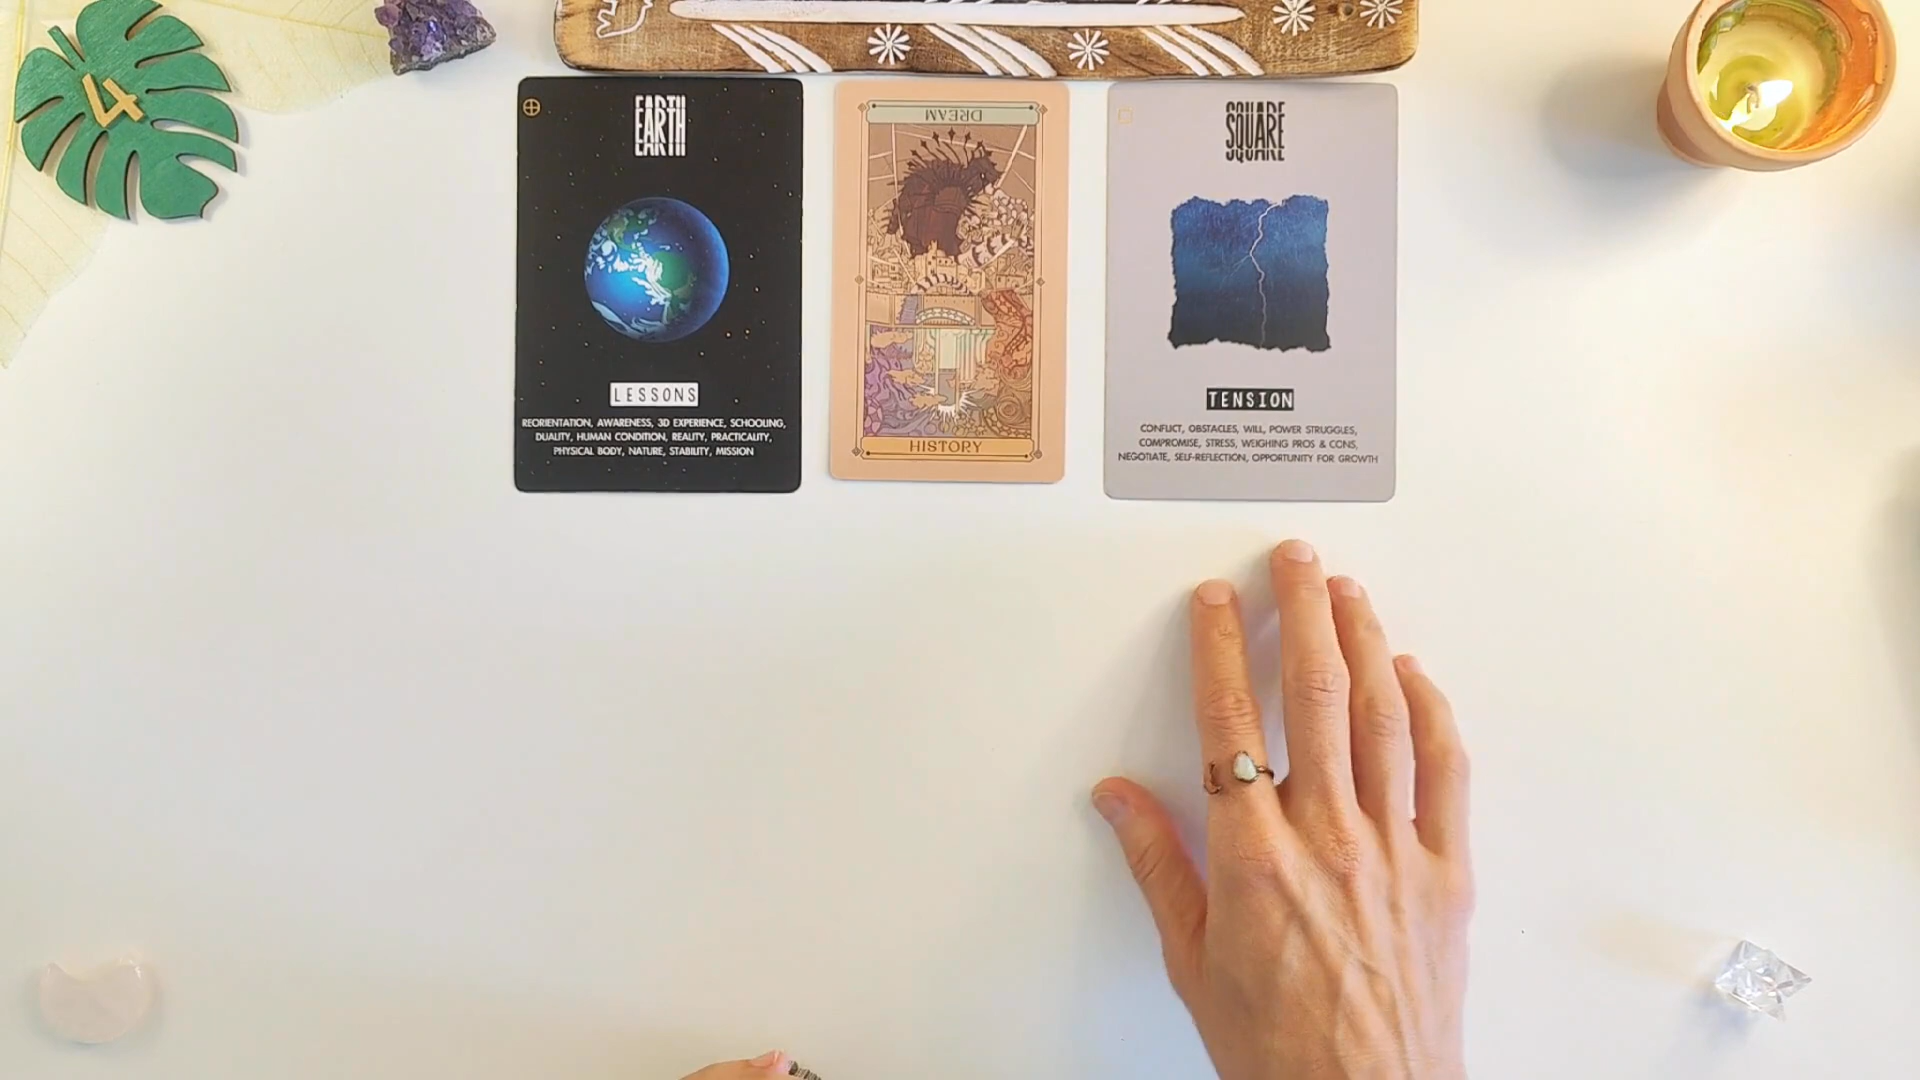 4
EARTH
LESSONS
REORIENTATION, AWARENESS, 3D EXPERIENCE, SCHOOLING,
DUALITY, HUMAN CONDITION, REALITY, PRACTICALITY,
PHYSICAL BODY, NATURE, STABILITY, MISSION
DREAM
HISTORY
SQUARE
TENSION
CONFLICT, OBSTACLES, WILL, POWER STRUGGLES,
COMPROMISE, STRESS, WEIGHING PROS & CONS,
NEGOTIATE, SELF-REFLECTION, OPPORTUNITY FOR GROWTH